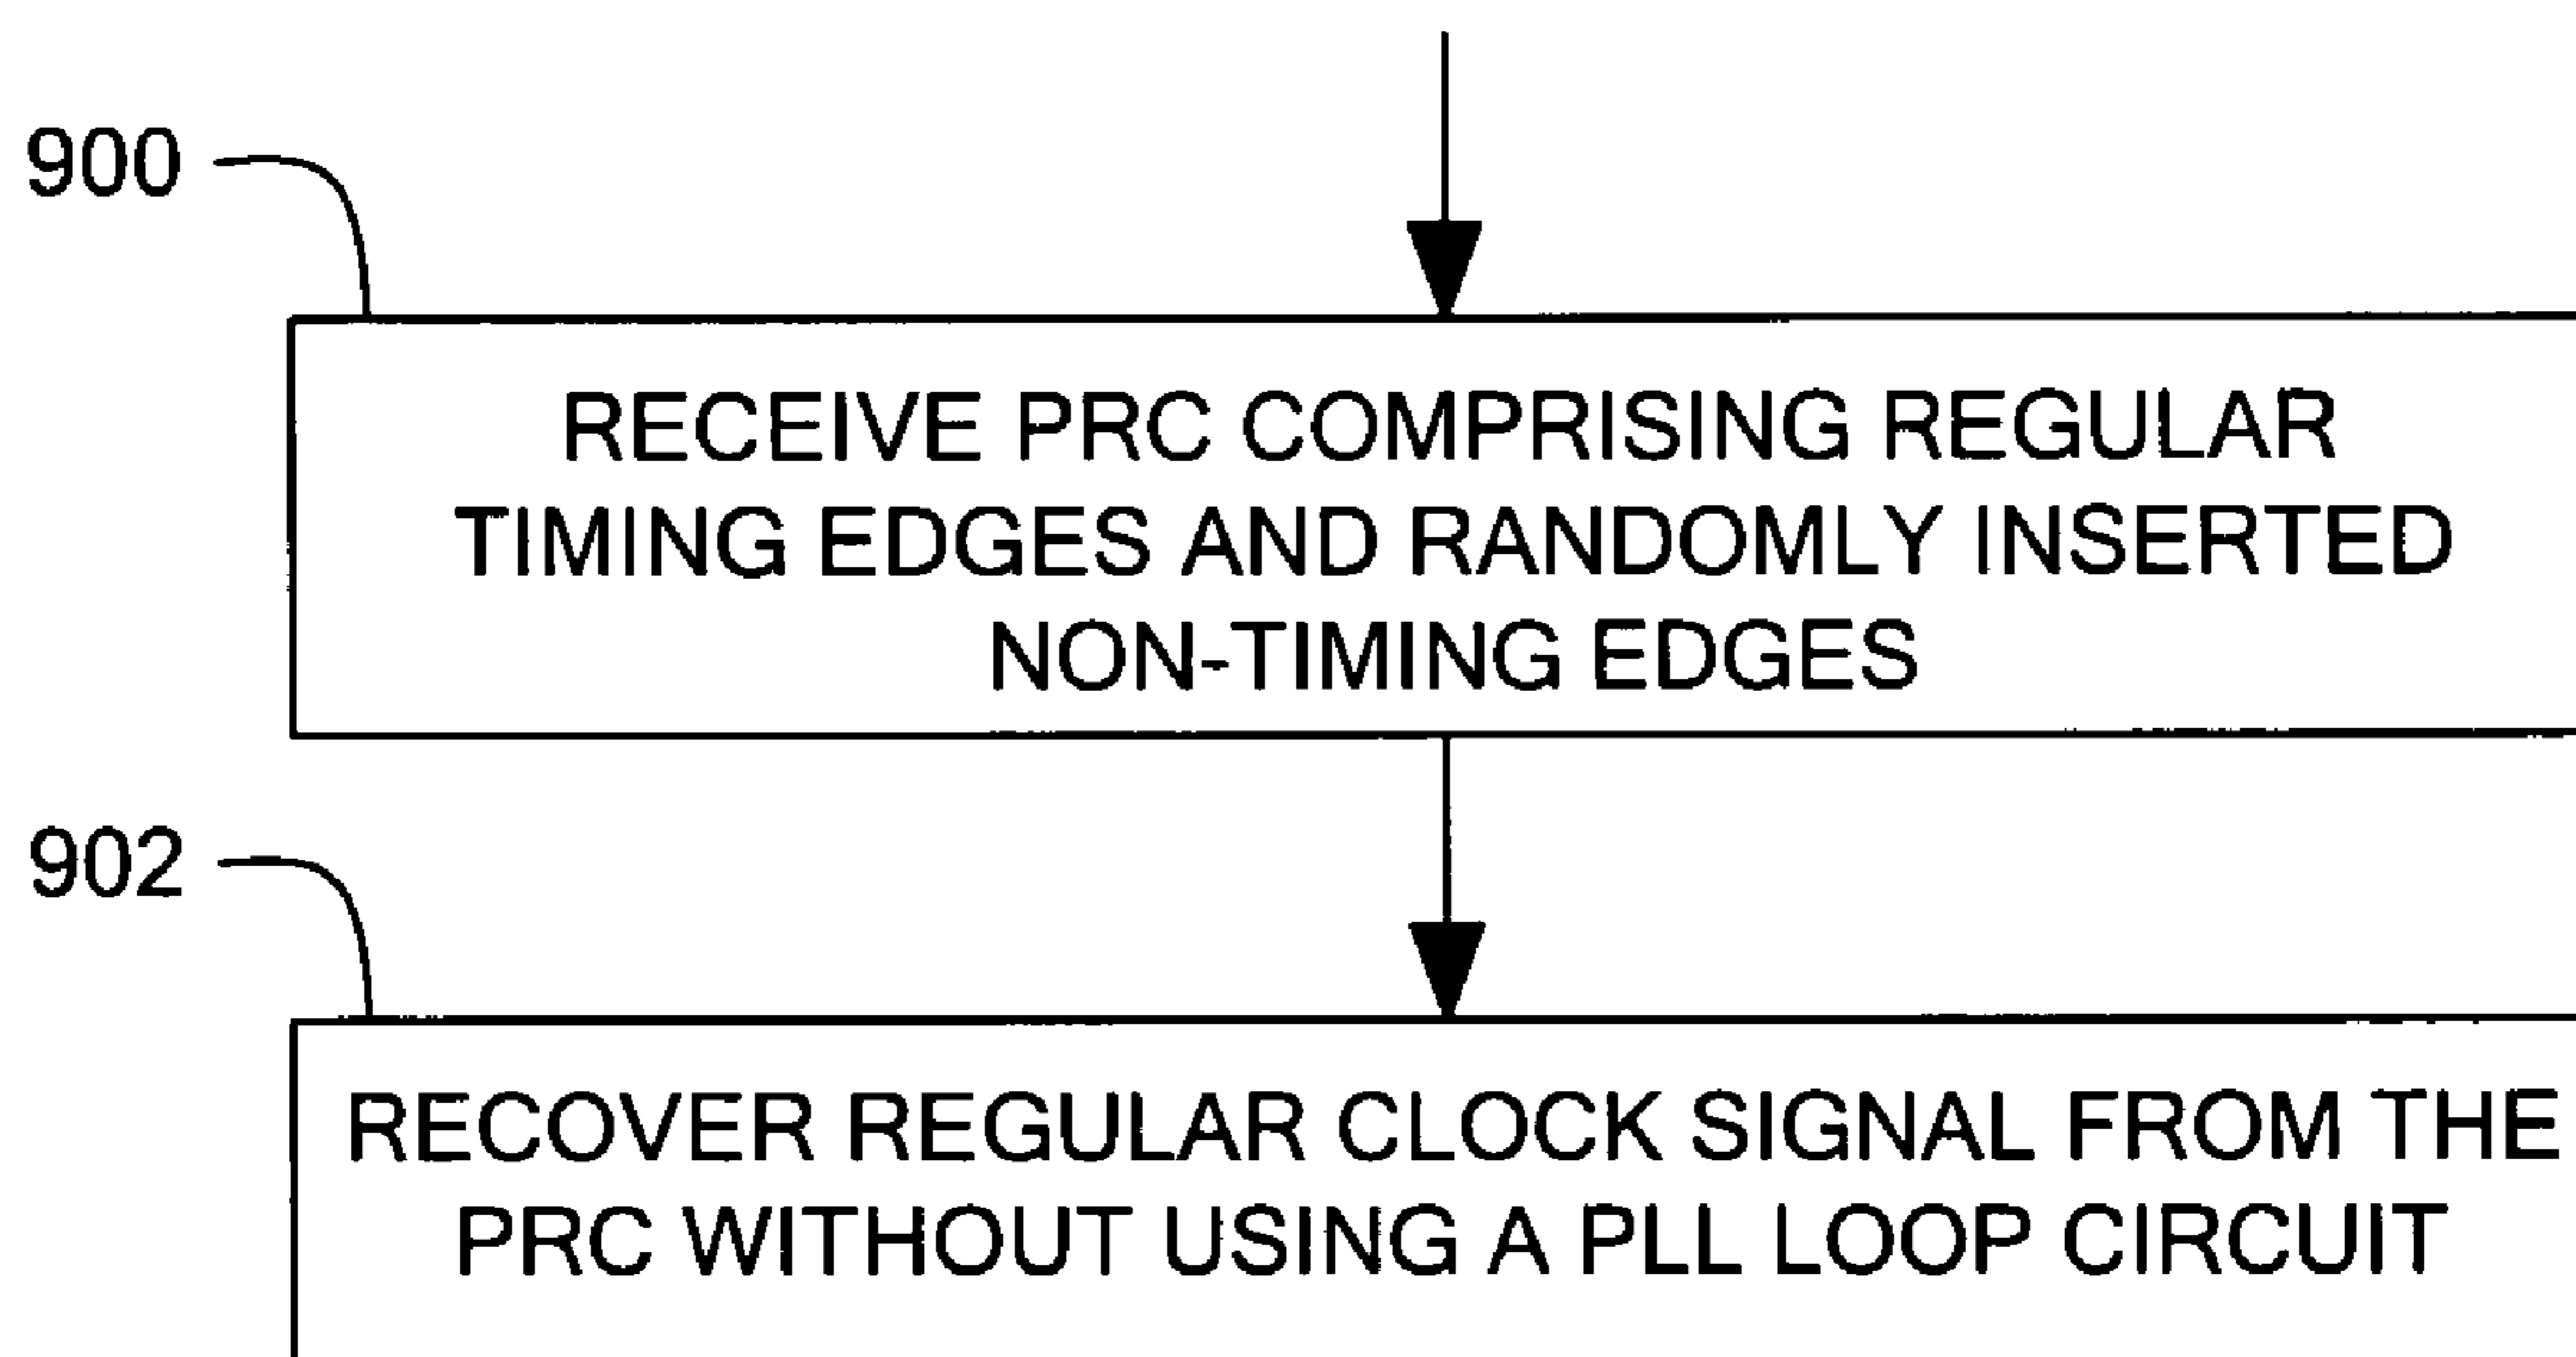 900
RECEIVE PRC COMPRISING REGULAR
TIMING EDGES AND RANDOMLY INSERTED
NON-TIMING EDGES
902
RECOVER REGULAR CLOCK SIGNAL FROM THE
PRC WITHOUT USING A PLL LOOP CIRCUIT